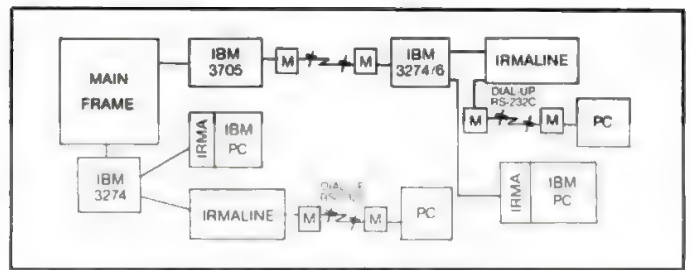 MAIN
FRAME
IBM
3705
M
M
IBM
3274/6
IRMALINE
DIAL-UP
RS-232C
M
M
PC
IBM
3274
IRMA
IBM
PC
IRMALINE
M
M
PC
IRMA
IBM
PC